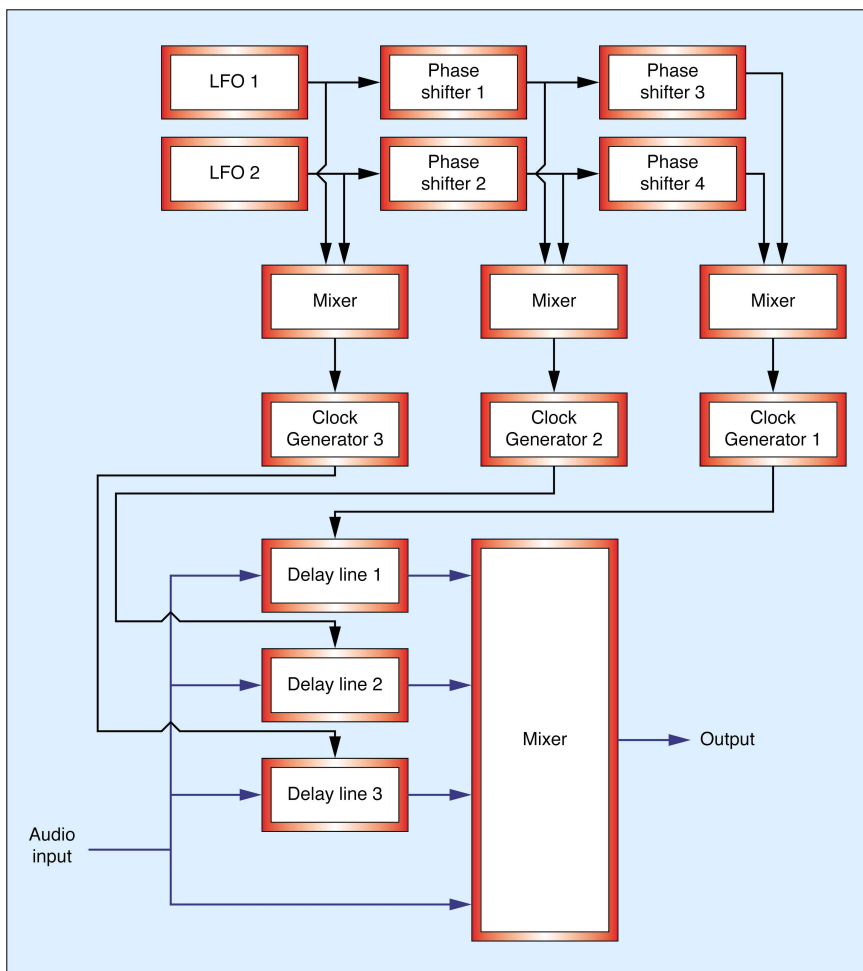 LFO 1
Phase
shifter 1
Phase
shifter 3
LFO 2
Phase
shifter 2
Phase
shifter 4
Mixer
Mixer
Mixer
Clock
Generator 3
Clock
Generator 2
Clock
Generator 1
Delay line 1
Delay line 2
Delay line 3
Mixer
Output
Audio
input